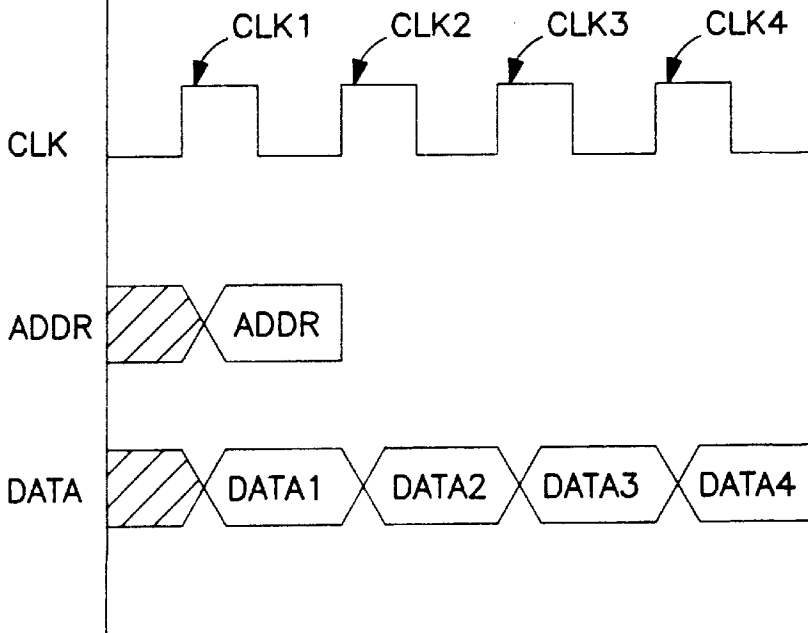 CLK1 CLK2 CLK3 CLK4
CLK
ADDR ADDR
DATA DATA1 DATA2 DATA3 DATA4